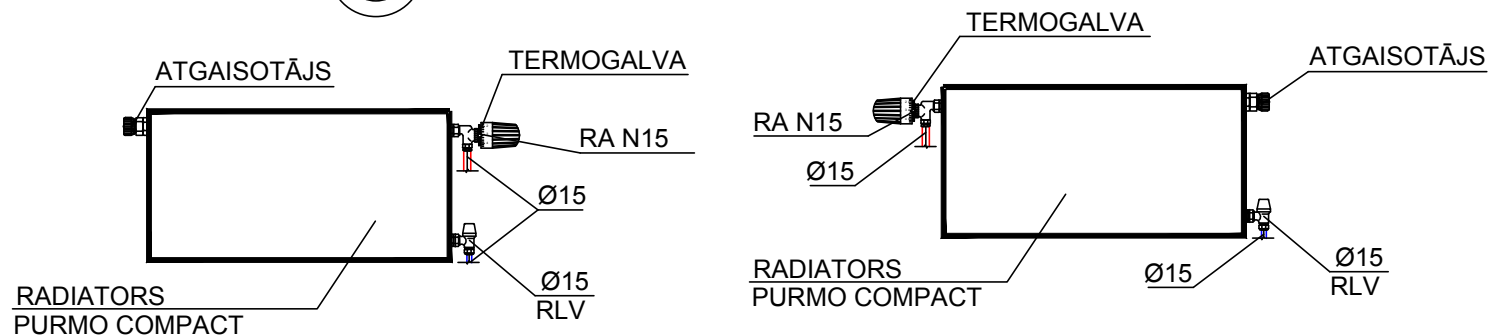 ATGAISOTĀJS
TERMOGALVA
RA N15
Ø15
Ø15
RLV
RADIATORS
PURMO COMPACT
TERMOGALVA
ATGAISOTĀJS
RA N15
Ø15
Ø15
RLV
Ø15
RADIATORS
PURMO COMPACT